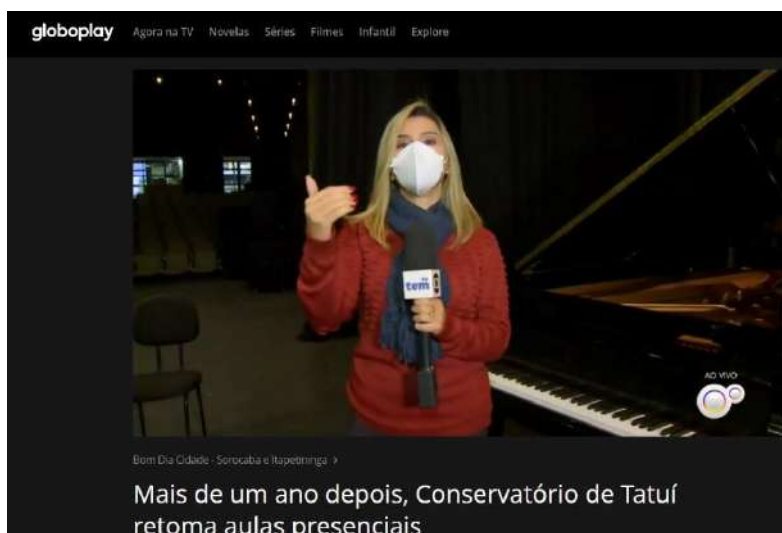 globoplay Agora na TV Novelas Séries Filmes Infantil Explore
tem
AO VIVO
Bom Dia Cidade - Sorocaba e Itapetininga >
Mais de um ano depois, Conservatório de Tatuí
retoma aulas presenciais